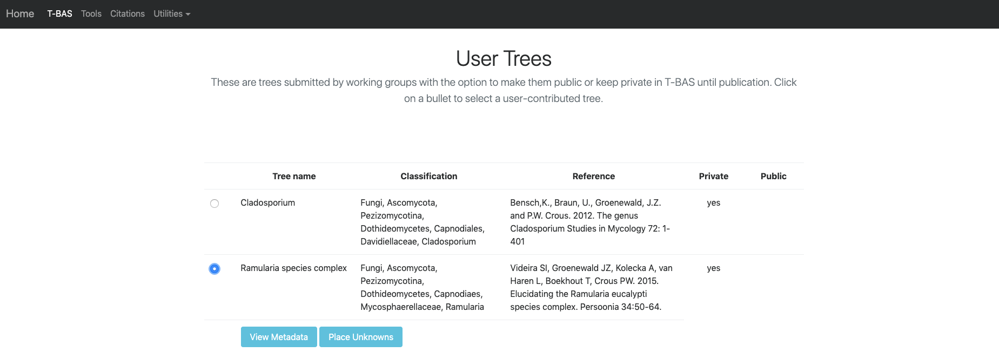 Home T-BAS Tools Citations Utilities
User Trees
These are trees submitted by working groups with the option to make them public or keep private in T-BAS until publication. Click
on a bullet to select a user-contributed tree.
Tree name Classification Reference Private Public
Cladosporium
Fungi, Ascomycota,
Pezizomycotina,
Dothideomycetes, Capnodiales,
Davidiellaceae, Cladosporium
Bensch,K., Braun, U., Groenewald, J.Z.
and P.W. Crous. 2012. The genus
Cladosporium Studies in Mycology 72: 1-
401
yes
Ramularia species complex
Fungi, Ascomycota,
Pezizomycotina,
Dothideomycetes, Capnodiaes,
Mycosphaerellaceae, Ramularia
Videira SI, Groenewald JZ, Kolecka A, van
Haren L, Boekhout T, Crous PW. 2015.
Elucidating the Ramularia eucalypti
species complex. Persoonia 34:50-64.
yes
View Metadata Place Unknowns